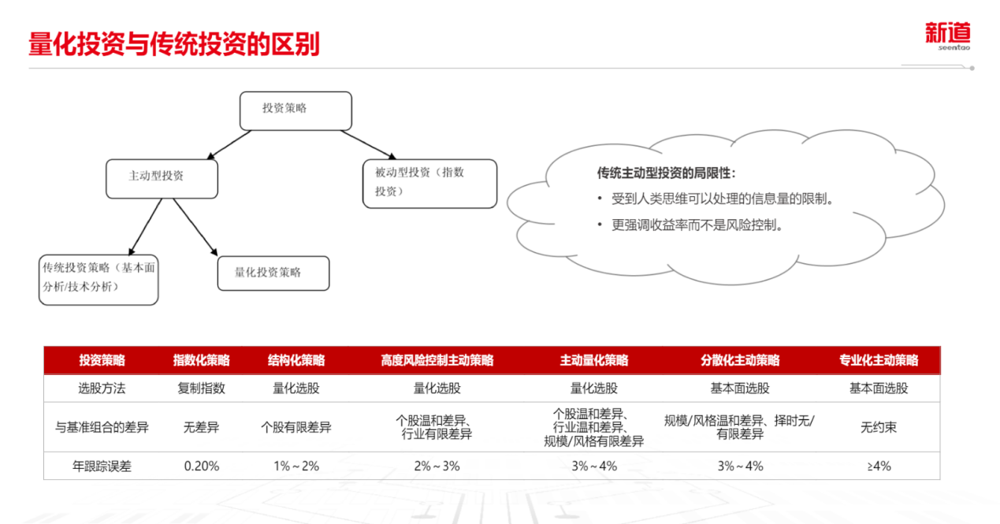 量化投资与传统投资的区别
新道
seentao
投资策略
主动型投资
被动型投资（指数
投资）
传统投资策略（基本面
分析/技术分析）
量化投资策略
传统主动型投资的局限性：
• 受到人类思维可以处理的信息量的限制。
• 更强调收益率而不是风险控制。
投资策略 指数化策略 结构化策略 高度风险控制主动策略 主动量化策略 分散化主动策略 专业化主动策略
选股方法 复制指数 量化选股 量化选股 量化选股 基本面选股 基本面选股
与基准组合的差异 无差异 个股有限差异 个股温和差异、 个股温和差异、 规模/风格温和差异、择时无/ 无约束
行业有限差异 行业温和差异、 有限差异
规模/风格有限差异
年跟踪误差 0.20% 1%～2% 2%～3% 3%～4% 3%～4% ≥4%